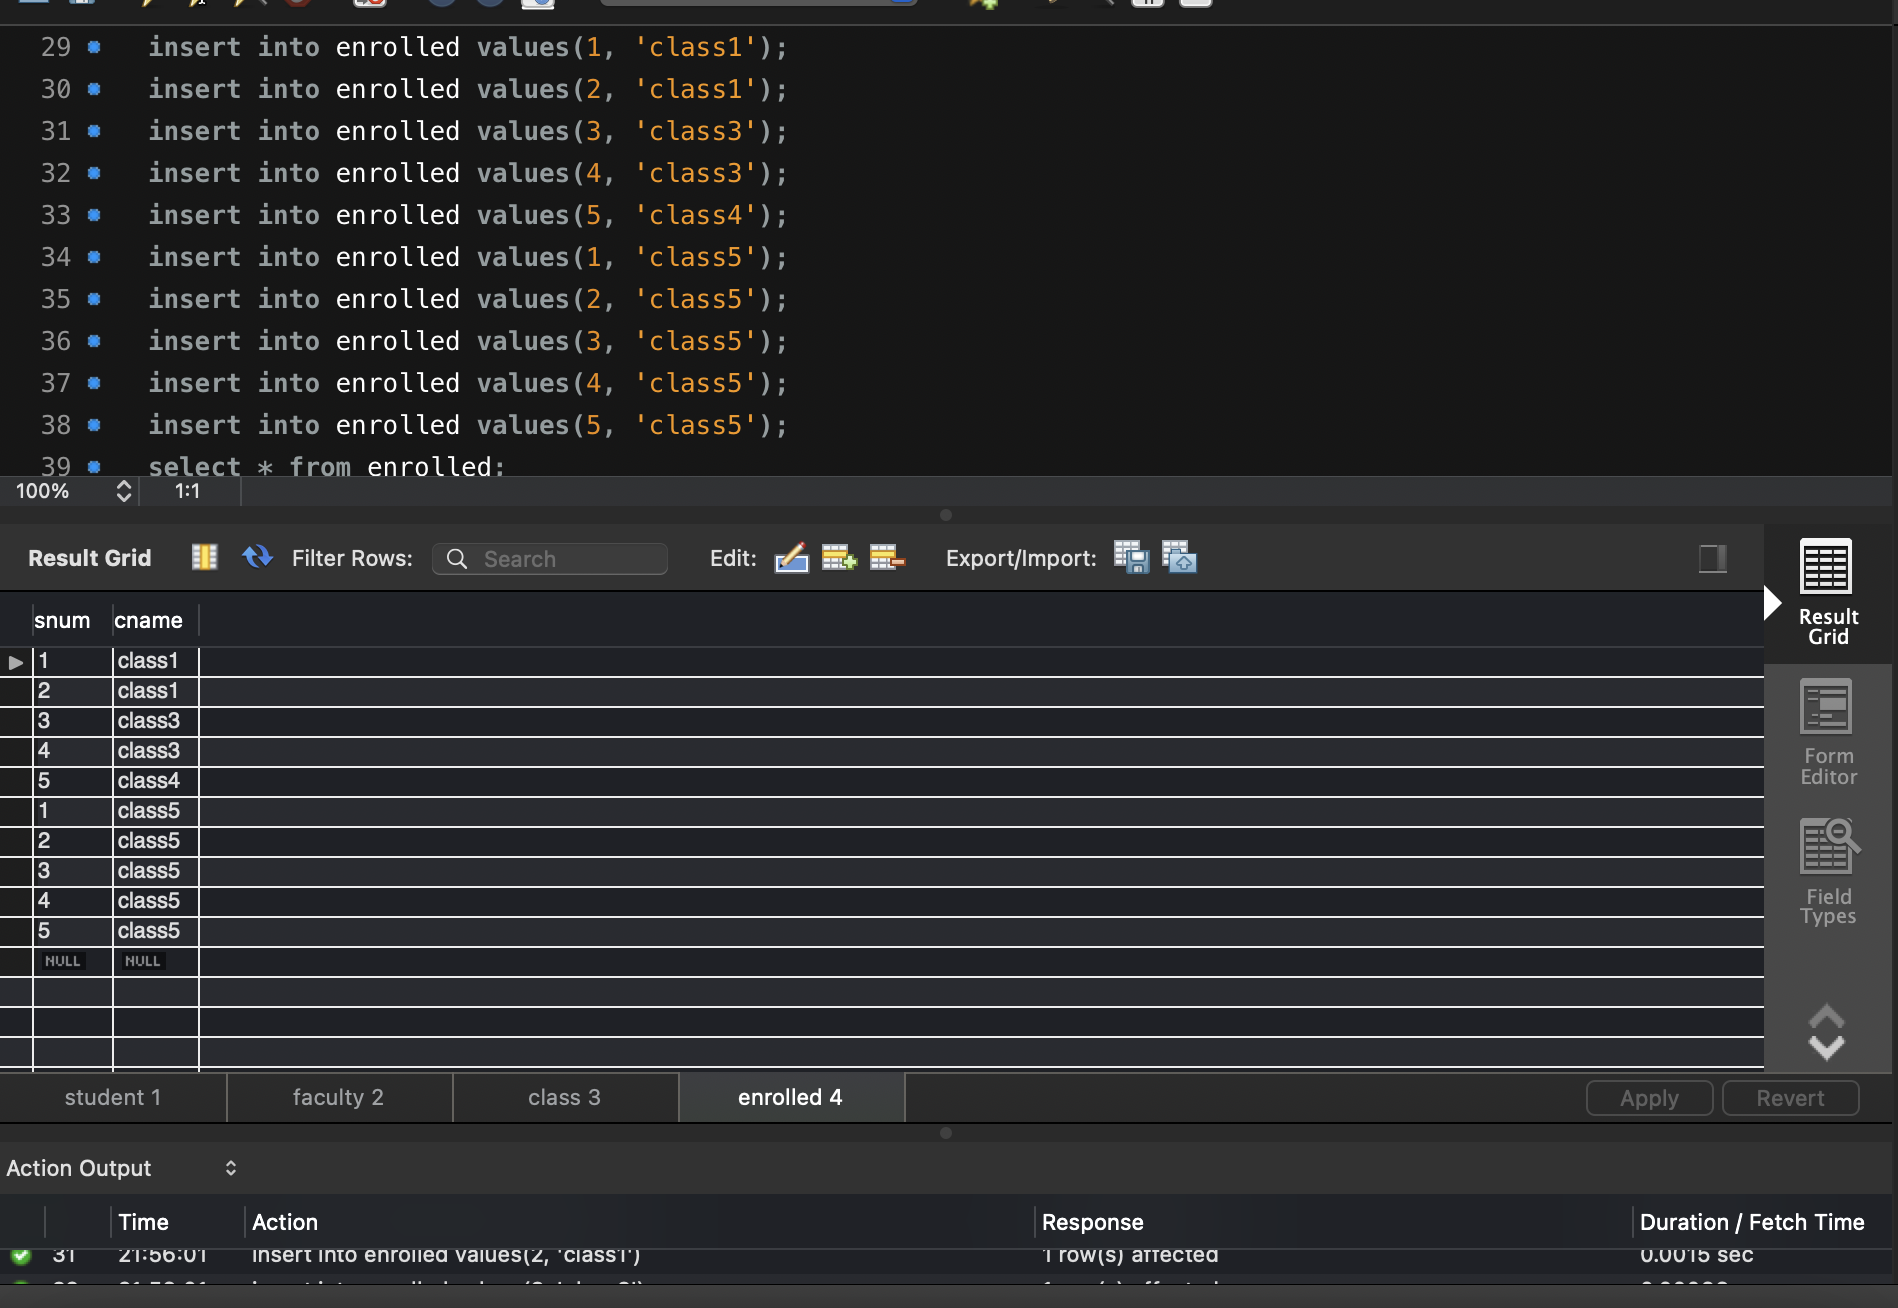 29 insert into enrolled values(1, 'class1');
30 insert into enrolled values(2, 'class1');
31 insert into enrolled values(3, 'class3');
32 insert into enrolled values(4, 'class3');
33 insert into enrolled values(5, 'class4');
34 insert into enrolled values(1, 'class5');
35 insert into enrolled values(2, 'class5');
36 insert into enrolled values(3, 'class5');
37 insert into enrolled values(4, 'class5');
38 insert into enrolled values(5, 'class5');
39 select * from enrolled;
100% 1:1
Result Grid Filter Rows: Search Edit: Export/Import:
snum cname
1 class1
2 class1
3 class3
4 class3
5 class4
1 class5
2 class5
3 class5
4 class5
5 class5
NULL NULL
Result
Grid
Form
Editor
Field
Types
student 1 faculty 2 class 3 enrolled 4 Apply Revert
Action Output
Time Action Response Duration / Fetch Time
31 21:56:01 insert into enrolled values(2, 'class1') 1 row(s) affected 0.0015 sec